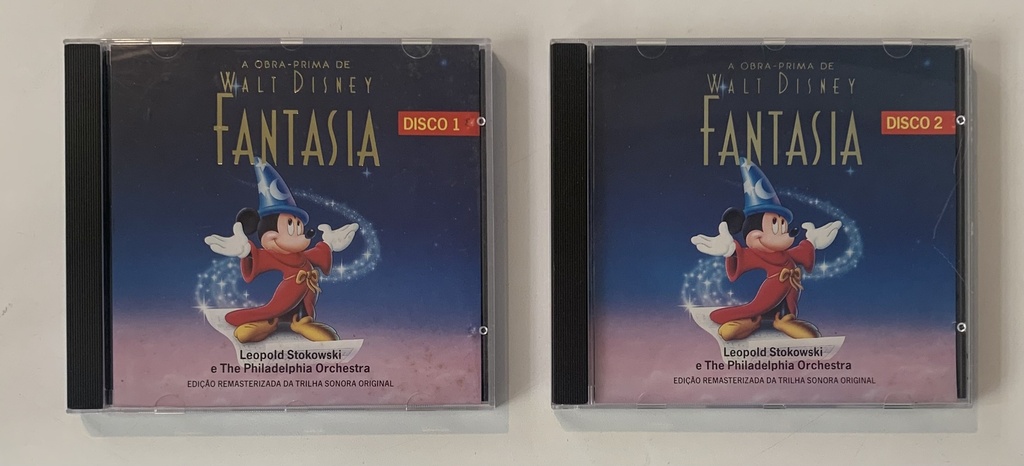 A OBRA-PRIMA DE
WALT DISNEY
FANTASIA
DISCO 1
Leopold Stokowski
e The Philadelphia Orchestra
EDIÇÃO REMASTERIZADA DA TRILHA SONORA ORIGINAL
A OBRA-PRIMA DE
WALT DISNEY
FANTASIA
DISCO 2
Leopold Stokowski
e The Philadelphia Orchestra
EDIÇÃO REMASTERIZADA DA TRILHA SONORA ORIGINAL